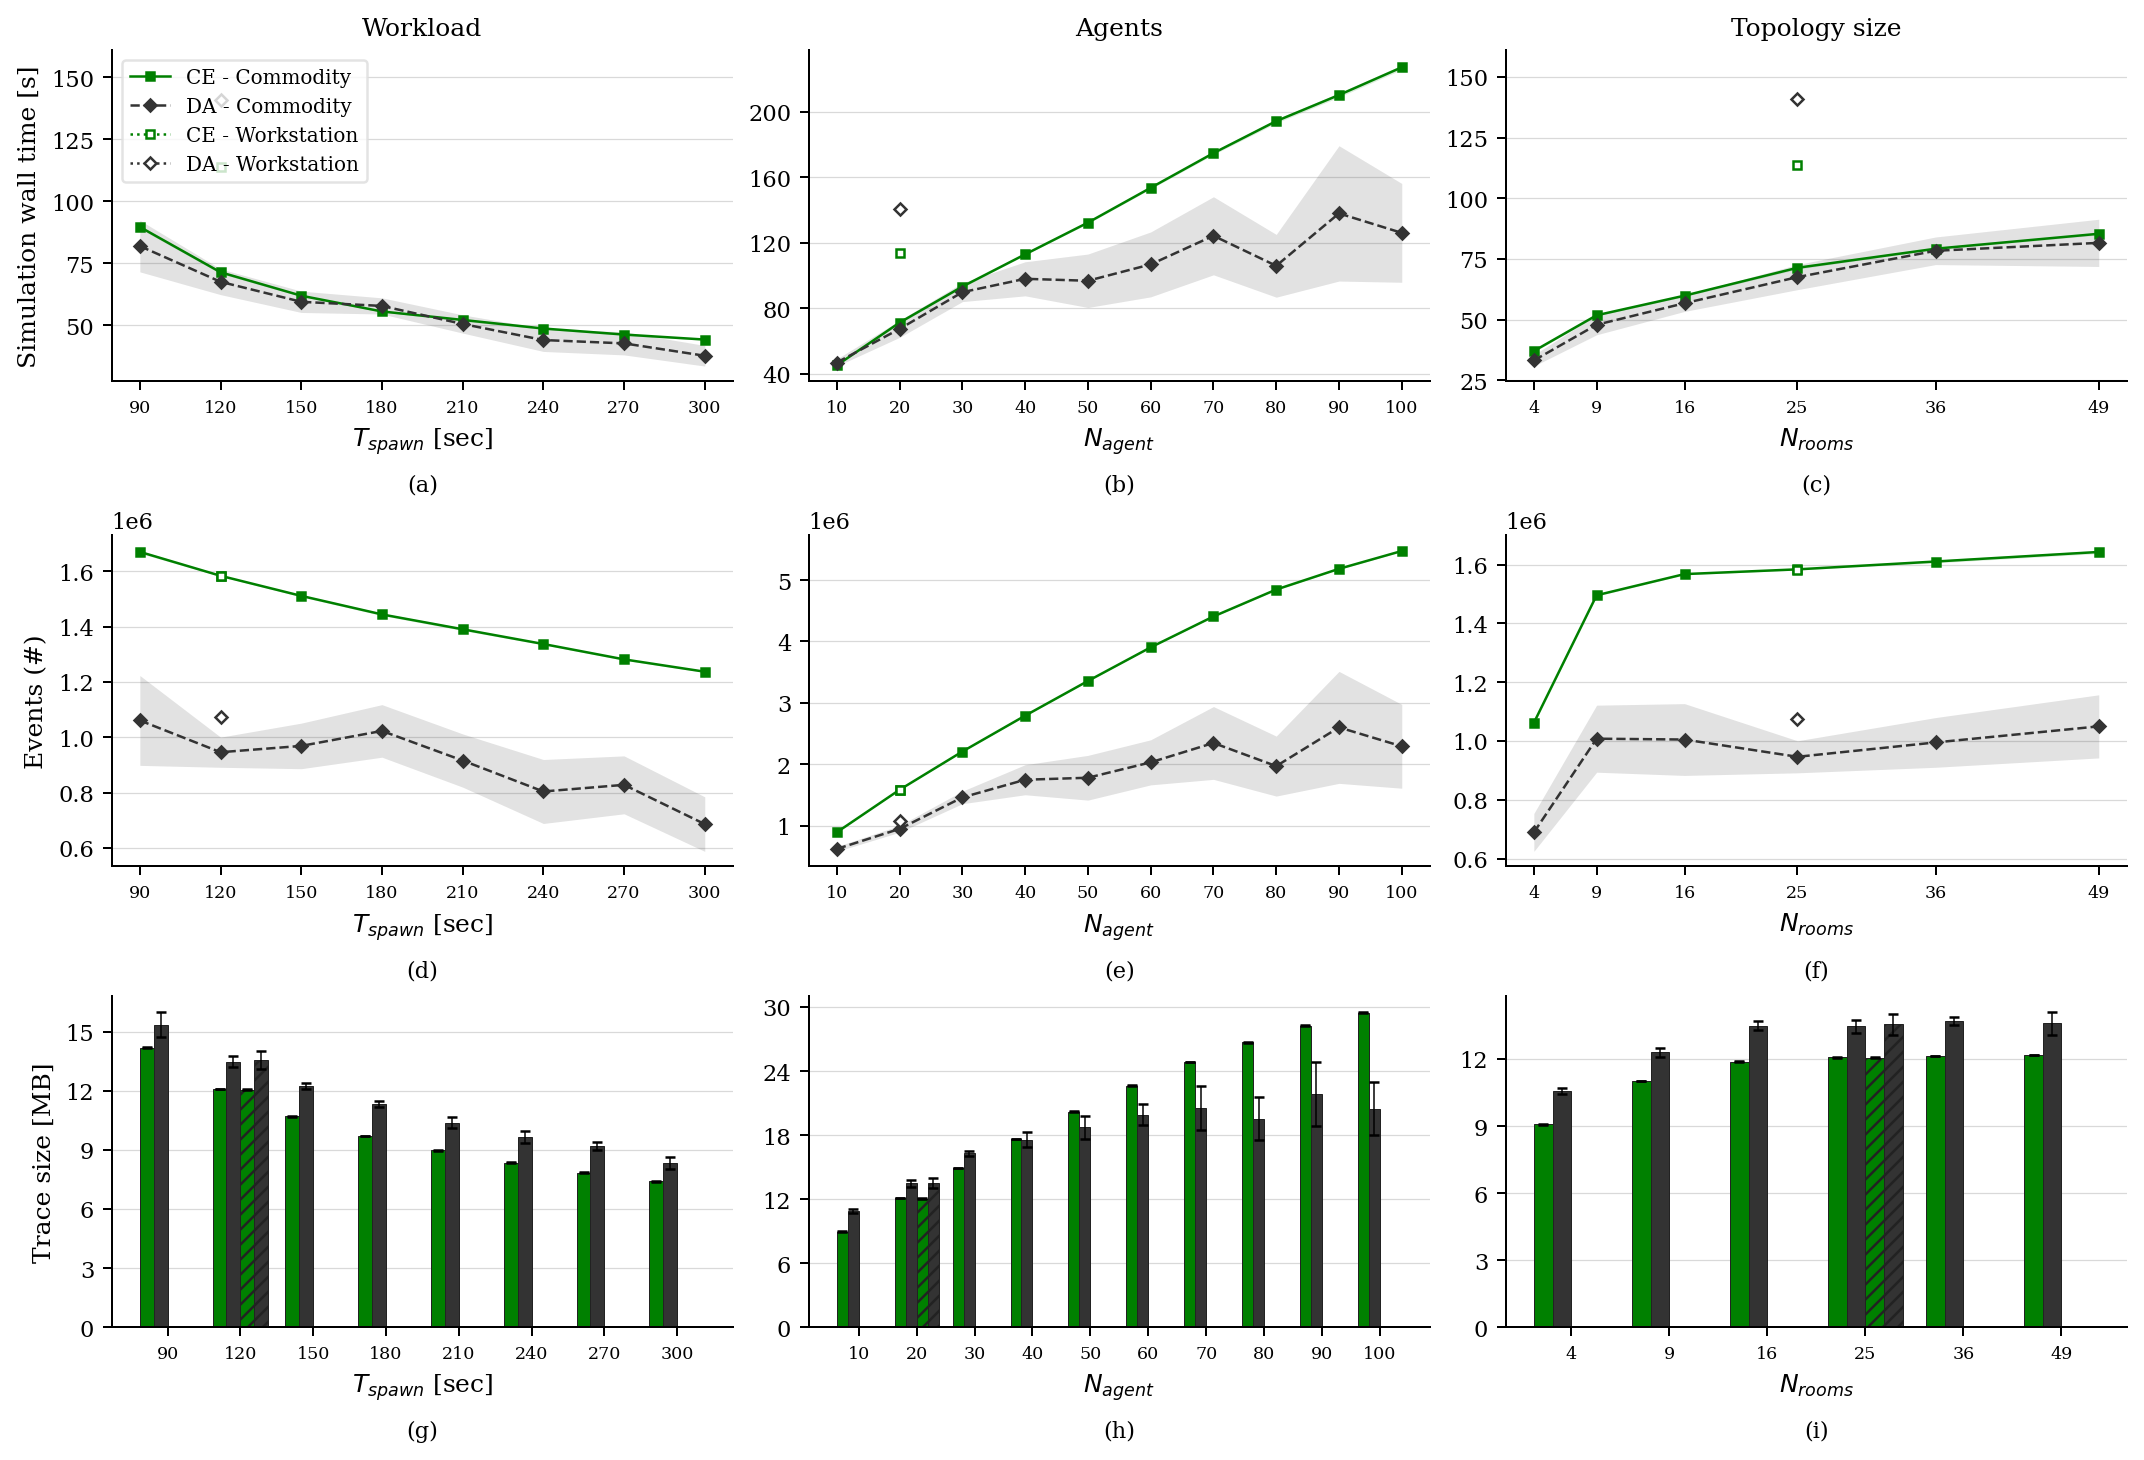 Workload
Agents
Topology size
Simulation wall time [s]
150
125
100
75
50
CE - Commodity
DA - Commodity
CE - Workstation
DA - Workstation
90 120 150 180 210 240 270 300
T_spawn [sec]
(a)
200
160
120
80
40
10 20 30 40 50 60 70 80 90 100
N_agent
(b)
150
125
100
75
50
25
4 9 16 25 36 49
N_rooms
(c)
Events (#)
1e6
1.6
1.4
1.2
1.0
0.8
0.6
90 120 150 180 210 240 270 300
T_spawn [sec]
(d)
1e6
5
4
3
2
1
10 20 30 40 50 60 70 80 90 100
N_agent
(e)
1e6
1.6
1.4
1.2
1.0
0.8
0.6
4 9 16 25 36 49
N_rooms
(f)
Trace size [MB]
15
12
9
6
3
0
90 120 150 180 210 240 270 300
T_spawn [sec]
(g)
30
24
18
12
6
0
10 20 30 40 50 60 70 80 90 100
N_agent
(h)
12
9
6
3
0
4 9 16 25 36 49
N_rooms
(i)